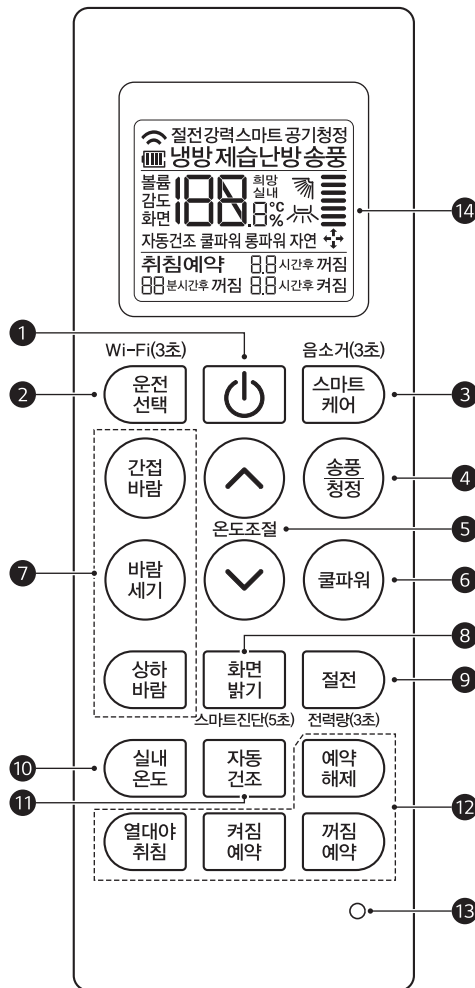 절전강력스마트 공기청정
냉방 제습난방 송풍
볼륨
감도
화면
188
희망
실내
.8
°C
%
자동건조 쿨파워 롱파워 자연
취침예약 8.8 시간후 꺼짐
88 분시간후 꺼짐 8.8 시간후 켜짐
14
1
Wi-Fi(3초)
음소거(3초)
2
운전
선택
스마트
케어
3
간접
바람
송풍
청정
4
온도조절
5
7
바람
세기
쿨파워
6
8
상하
바람
화면
밝기
절전
9
스마트진단(5초)
전력량(3초)
10
실내
온도
자동
건조
예약
해제
11
12
열대야
취침
켜짐
예약
꺼짐
예약
13